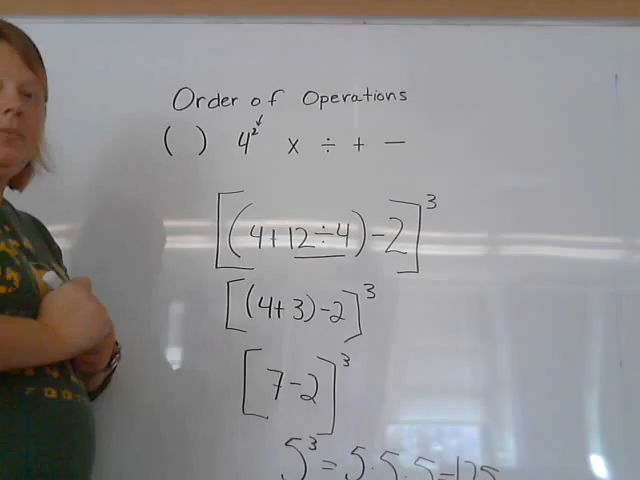 Order of Operations
( ) 4² x ÷ + −
[(4+12÷4)−2]³
[(4+3)−2]³
[7−2]³
5³ = 5·5·5=125